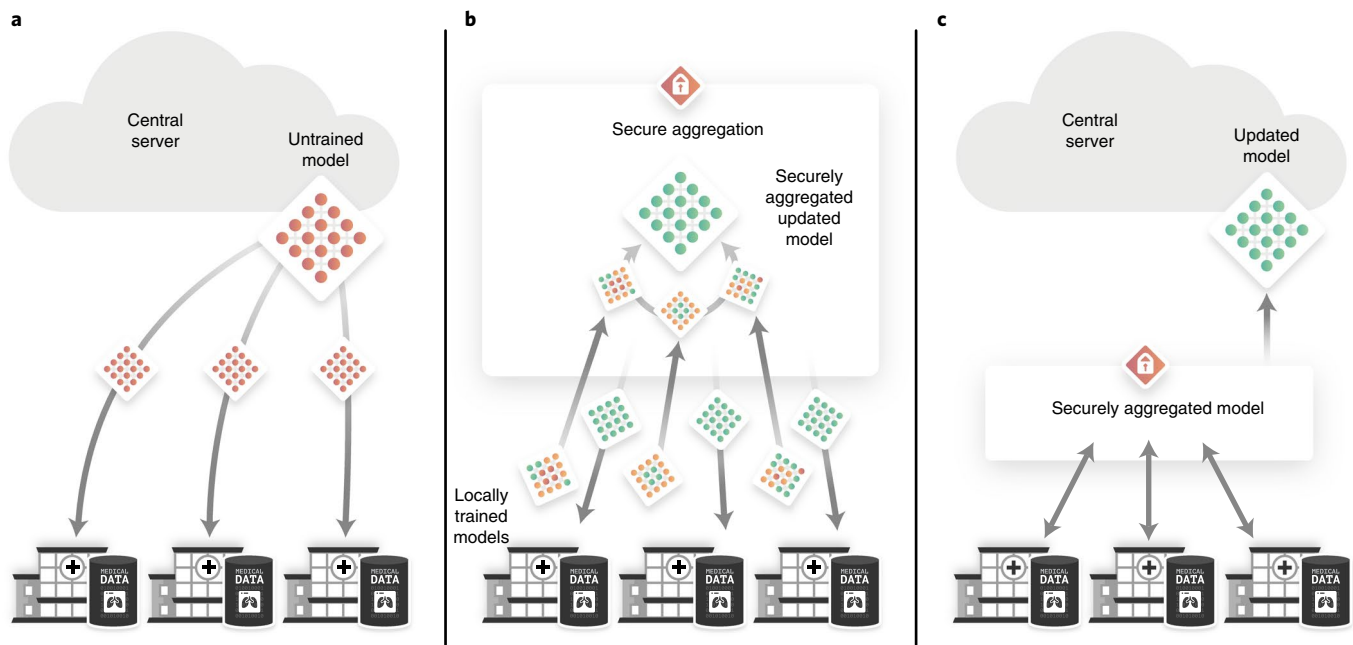 a
Central
server
Untrained
model
MEDICAL
DATA
MEDICAL
DATA
MEDICAL
DATA
b
Secure aggregation
Securely
aggregated
updated
model
Locally
trained
models
MEDICAL
DATA
MEDICAL
DATA
MEDICAL
DATA
c
Central
server
Updated
model
Securely aggregated model
MEDICAL
DATA
MEDICAL
DATA
MEDICAL
DATA